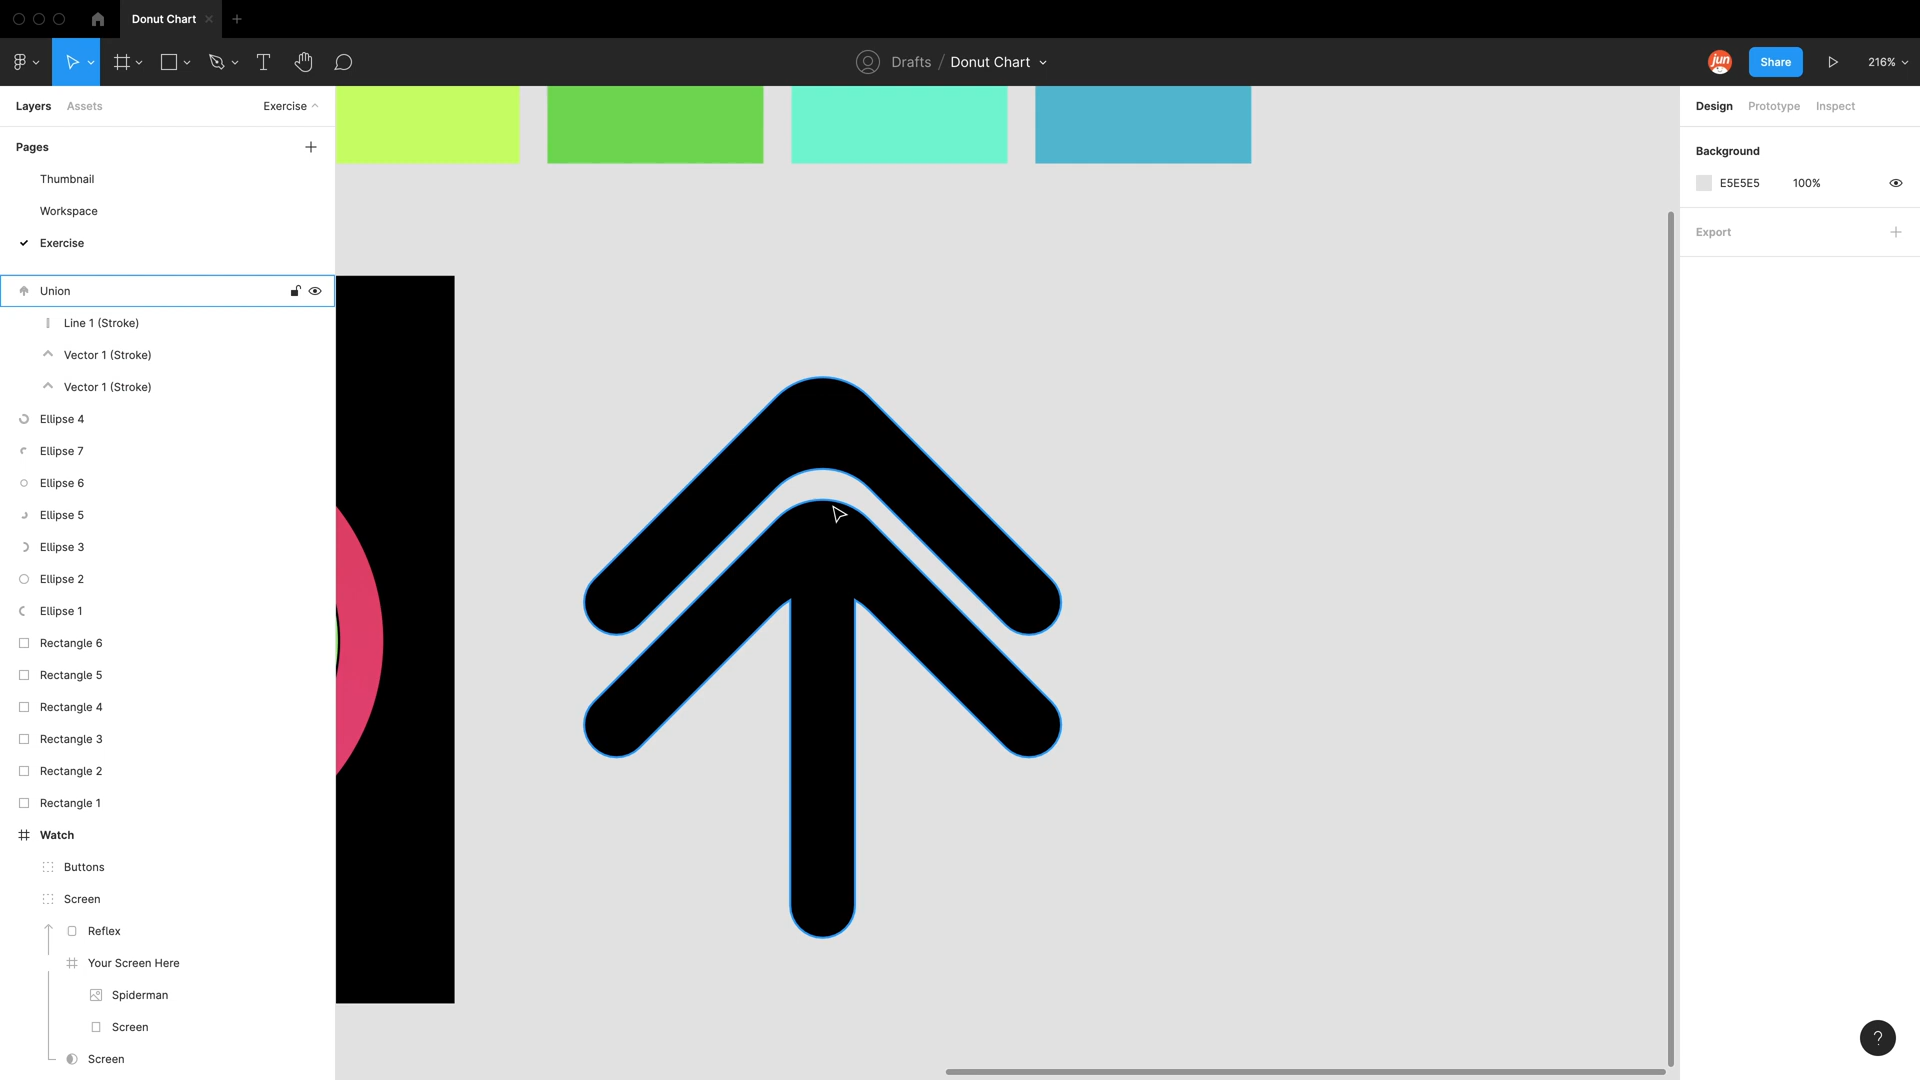 Donut Chart
Drafts / Donut Chart
jun
Share
216%
Layers
Assets
Exercise
Pages
Thumbnail
Workspace
Exercise
Union
Line 1 (Stroke)
Vector 1 (Stroke)
Vector 1 (Stroke)
Ellipse 4
Ellipse 7
Ellipse 6
Ellipse 5
Ellipse 3
Ellipse 2
Ellipse 1
Rectangle 6
Rectangle 5
Rectangle 4
Rectangle 3
Rectangle 2
Rectangle 1
Watch
Buttons
Screen
Reflex
Your Screen Here
Spiderman
Screen
Screen
Design
Prototype
Inspect
Background
E5E5E5
100%
Export
?